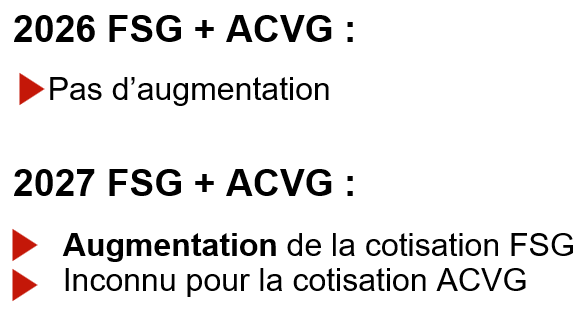 2026 FSG + ACVG :
Pas d’augmentation
2027 FSG + ACVG :
Augmentation de la cotisation FSG
Inconnu pour la cotisation ACVG